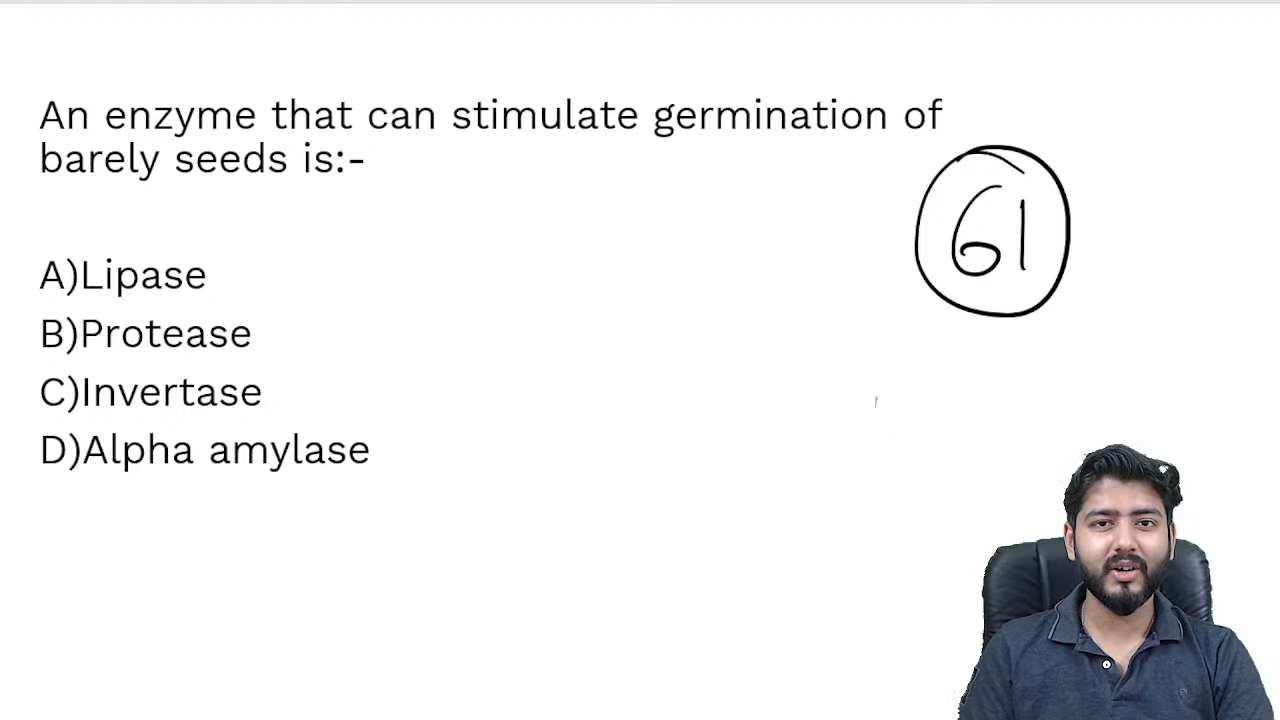 An enzyme that can stimulate germination of
barely seeds is:-
61
A)Lipase
B)Protease
C)Invertase
D)Alpha amylase